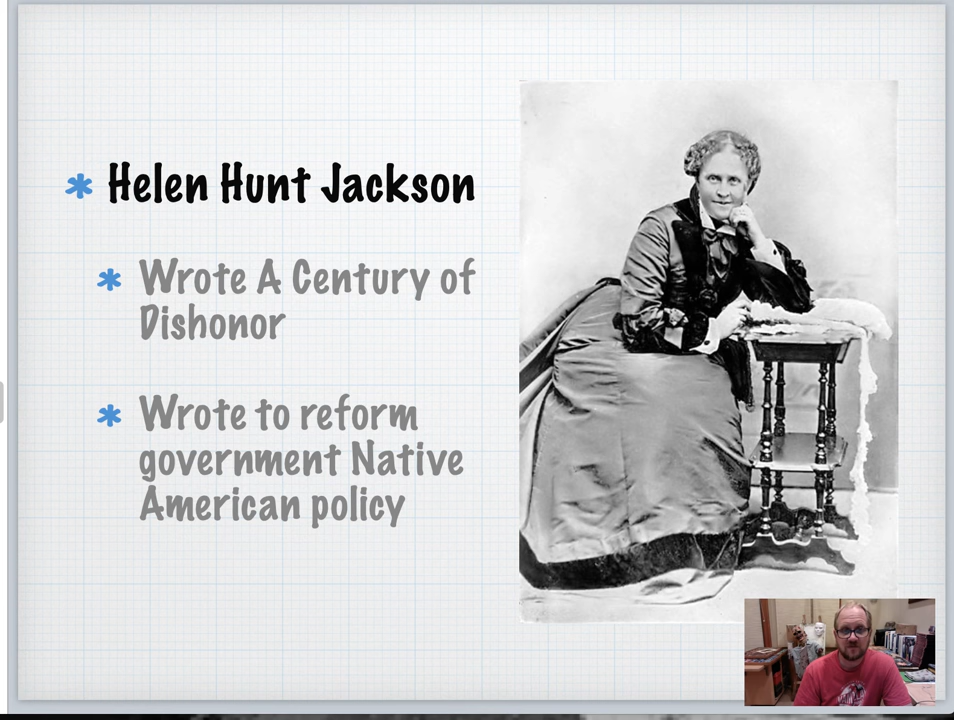 Helen Hunt Jackson
Wrote A Century of
Dishonor
Wrote to reform
government Native
American policy